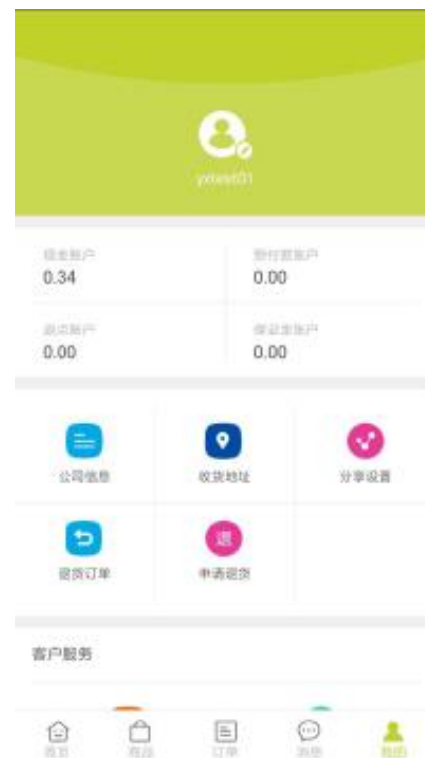 yxtest01
现金账户
预付款账户
0.34
0.00
返点账户
保证金账户
0.00
0.00
公司信息
收货地址
分享设置
退
退货订单
申请退货
客户服务
首页
商品
订单
消息
我的